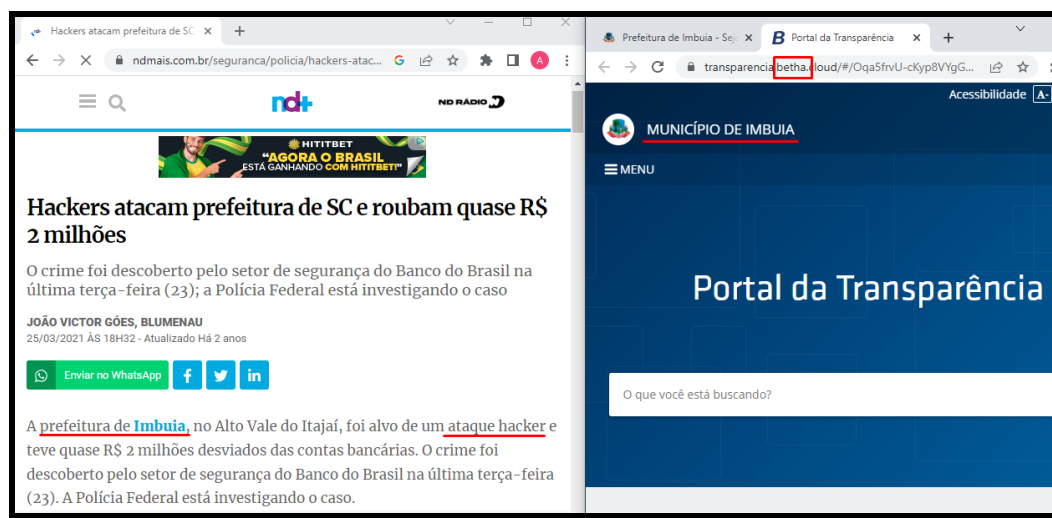 Hackers atacam prefeitura de SC
ndmais.com.br/seguranca/policia/hackers-atac...
A
nd+
ND RÁDIO
HITITBET
"AGORA O BRASIL
ESTÁ GANHANDO COM HITITBET!"
Hackers atacam prefeitura de SC e roubam quase R$
2 milhões
O crime foi descoberto pelo setor de segurança do Banco do Brasil na
última terça-feira (23); a Polícia Federal está investigando o caso
JOÃO VICTOR GÓES, BLUMENAU
25/03/2021 ÀS 18H32 - Atualizado Há 2 anos
Enviar no WhatsApp
A prefeitura de Imbuia, no Alto Vale do Itajaí, foi alvo de um ataque hacker e
teve quase R$ 2 milhões desviados das contas bancárias. O crime foi
descoberto pelo setor de segurança do Banco do Brasil na última terça-feira
(23). A Polícia Federal está investigando o caso.
Prefeitura de Imbuia - Sej
B Portal da Transparência
transparencia.betha.cloud/#/Oqa5frvU-cKyp8VYgG...
Acessibilidade A-
MUNICÍPIO DE IMBUIA
MENU
Portal da Transparência
O que você está buscando?